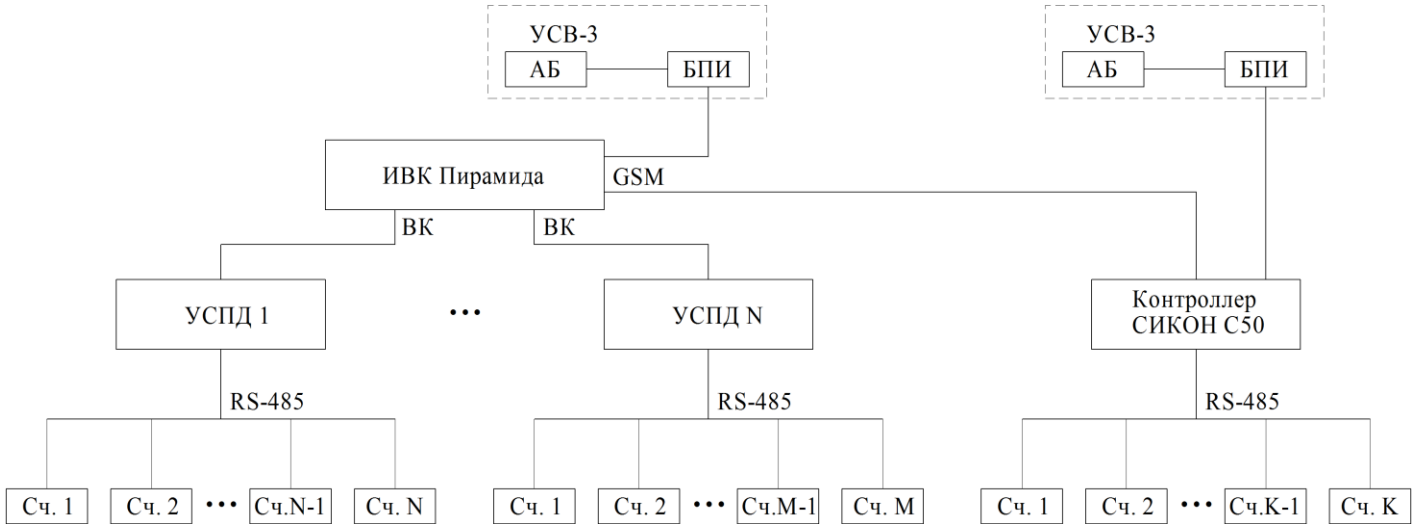 УСВ-3
УСВ-3
АБ
БПИ
АБ
БПИ
ИВК Пирамида
GSM
ВК
ВК
УСПД 1
•••
УСПД N
Контроллер
СИКОН С50
RS-485
RS-485
RS-485
Сч. 1
Сч. 2
•••
Сч.N-1
Сч. N
Сч. 1
Сч. 2
•••
Сч.M-1
Сч. M
Сч. 1
Сч. 2
•••
Сч.K-1
Сч. K